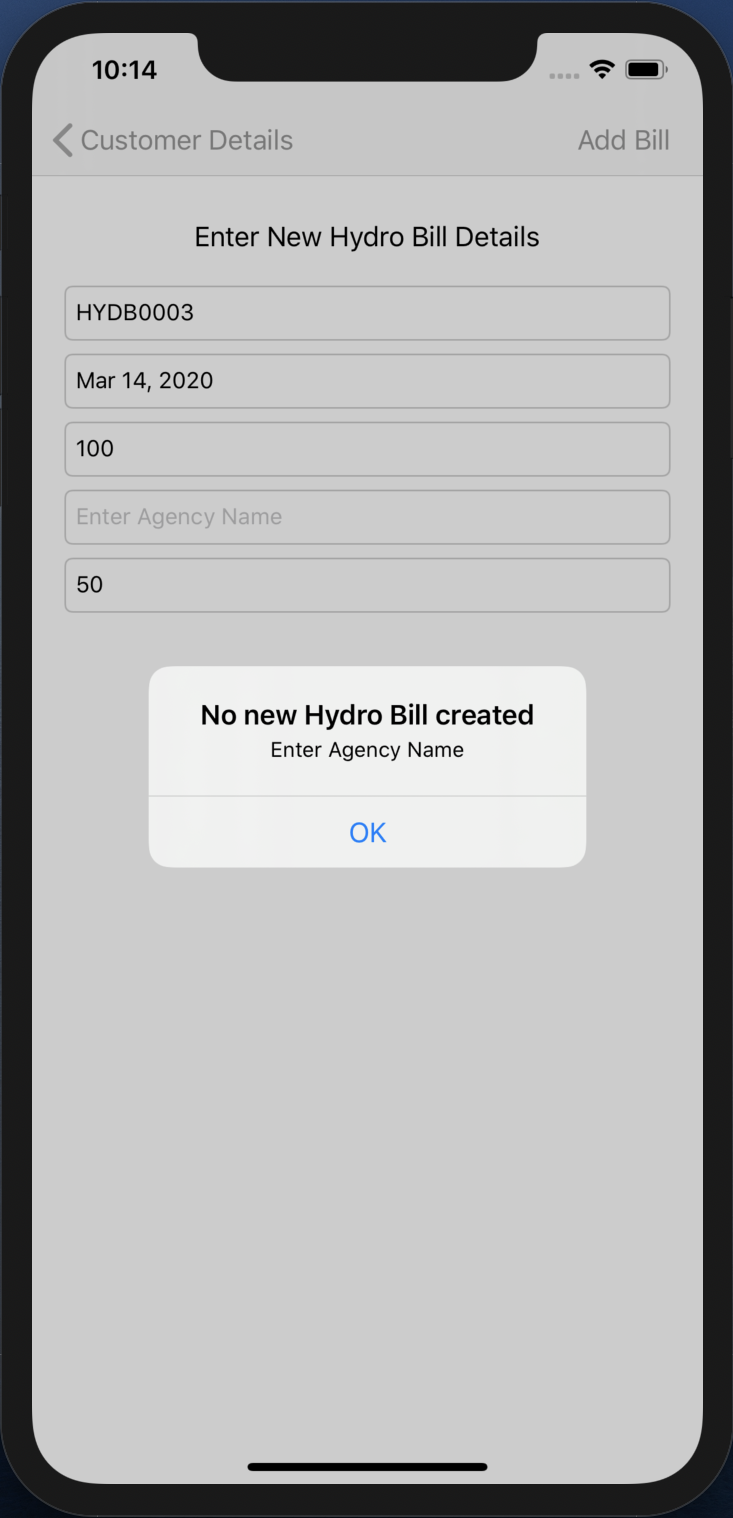 10:14
Customer Details Add Bill
Enter New Hydro Bill Details
HYDB0003
Mar 14, 2020
100
Enter Agency Name
50
No new Hydro Bill created
Enter Agency Name
OK